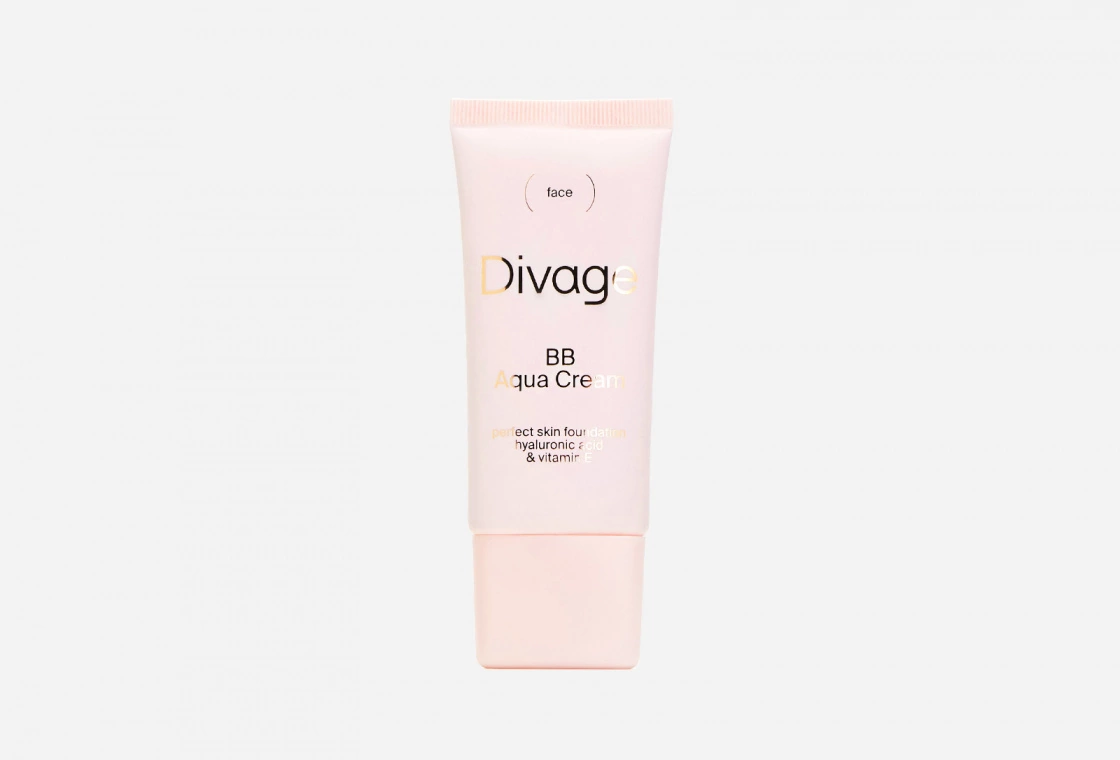 face
Divage
BB
Aqua Cream
perfect skin foundation
hyaluronic acid
& vitamin E